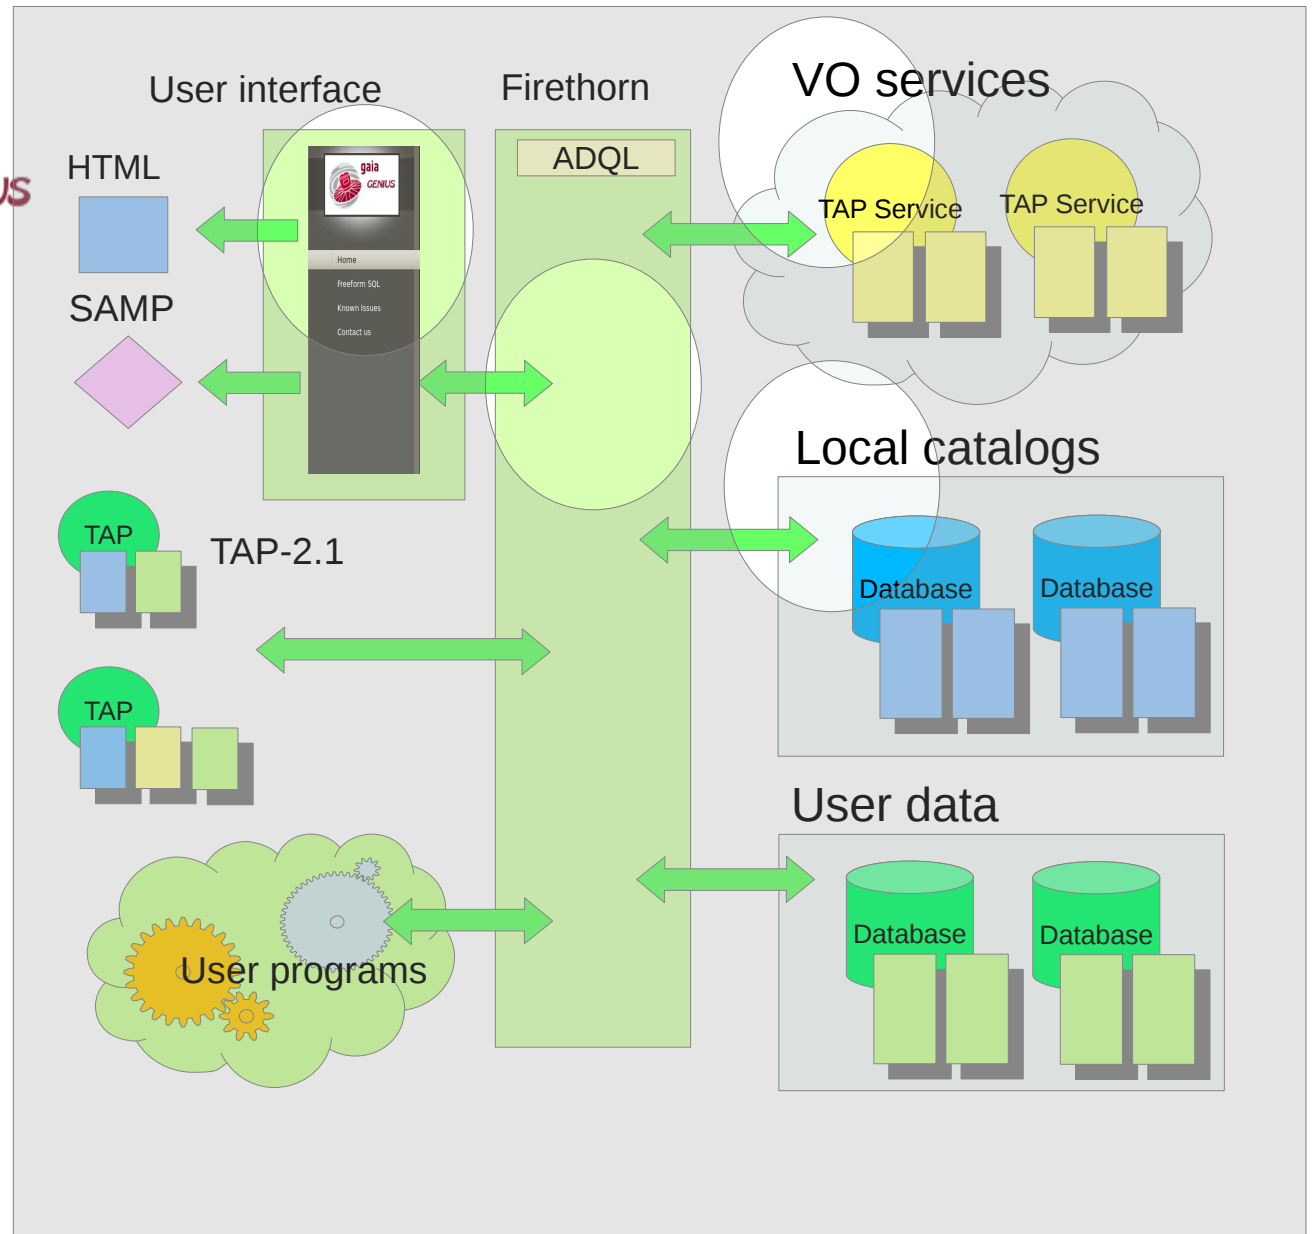 User interface
Firethorn
VO services
HTML
us
gaia
GENIUS
ADQL
TAP Service
TAP Service
Home
Freeform SQL
Known Issues
Contact us
SAMP
Local catalogs
TAP
TAP-2.1
Database
Database
TAP
User data
Database
Database
User programs